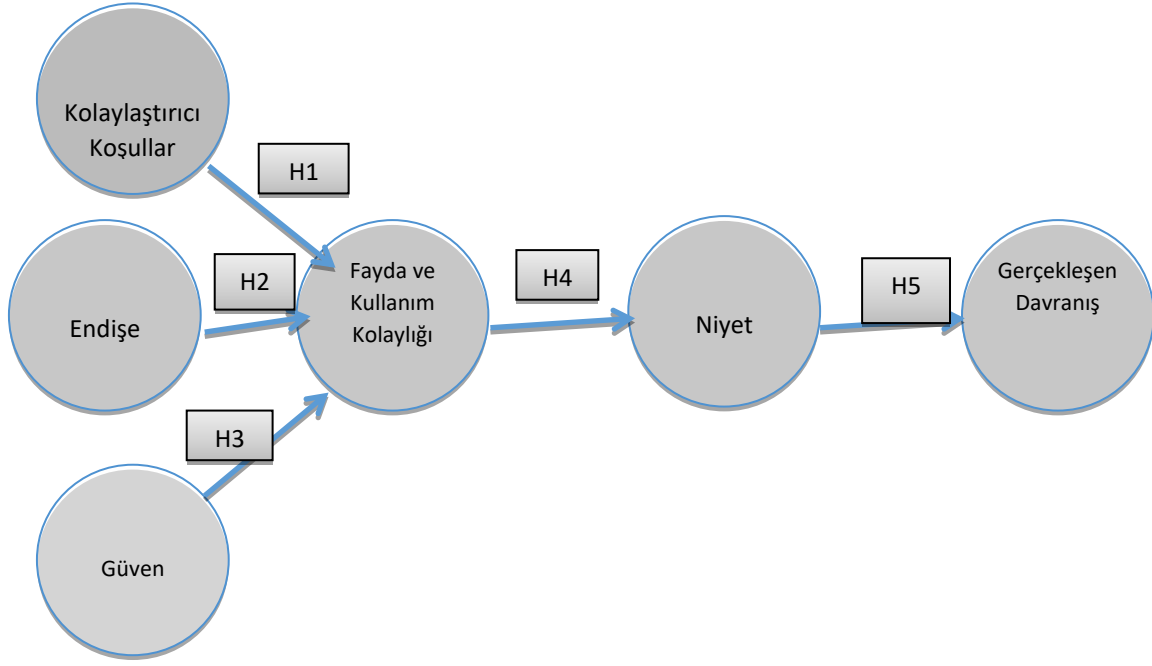 Kolaylaştırıcı
Koşullar
H1
Endişe
H2
Fayda ve
Kullanım
Kolaylığı
H4
Niyet
H5
Gerçekleşen
Davranış
H3
Güven